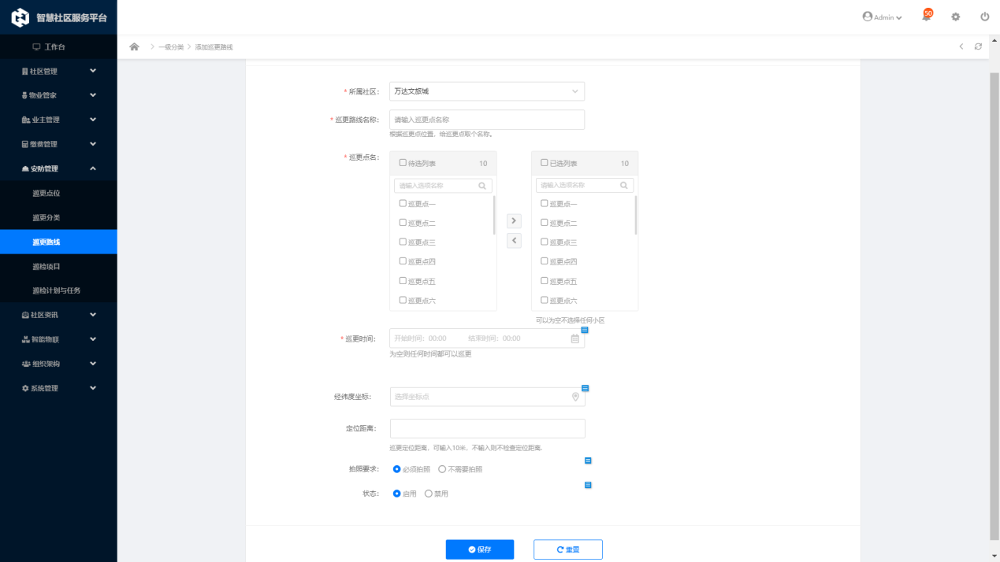 智慧社区服务平台
Admin
50
工作台
一级分类 > 添加巡更路线
社区管理
物业管家
业主管理
缴费管理
安防管理
巡更点位
巡更分类
巡更路线
巡检项目
巡检计划与任务
社区资讯
智能物联
组织架构
系统管理
* 所属社区: 万达文旅城
* 巡更路线名称: 请输入巡更点名称
根据巡更点位置，给巡更点取个名称。
* 巡更点名:
待选列表 10
请输入选项名称
巡更点一
巡更点二
巡更点三
巡更点四
巡更点五
巡更点六
已选列表 10
请输入选项名称
巡更点一
巡更点二
巡更点三
巡更点四
巡更点五
巡更点六
可以为空不选择任何小区
* 巡更时间: 开始时间: 00:00 结束时间: 00:00
为空则任何时间都可以巡更
经纬度坐标: 选择坐标点
定位距离:
巡更定位距离，可输入10米，不输入则不检查定位距离.
拍照要求: 必须拍照 不需要拍照
状态: 启用 禁用
保存 重置